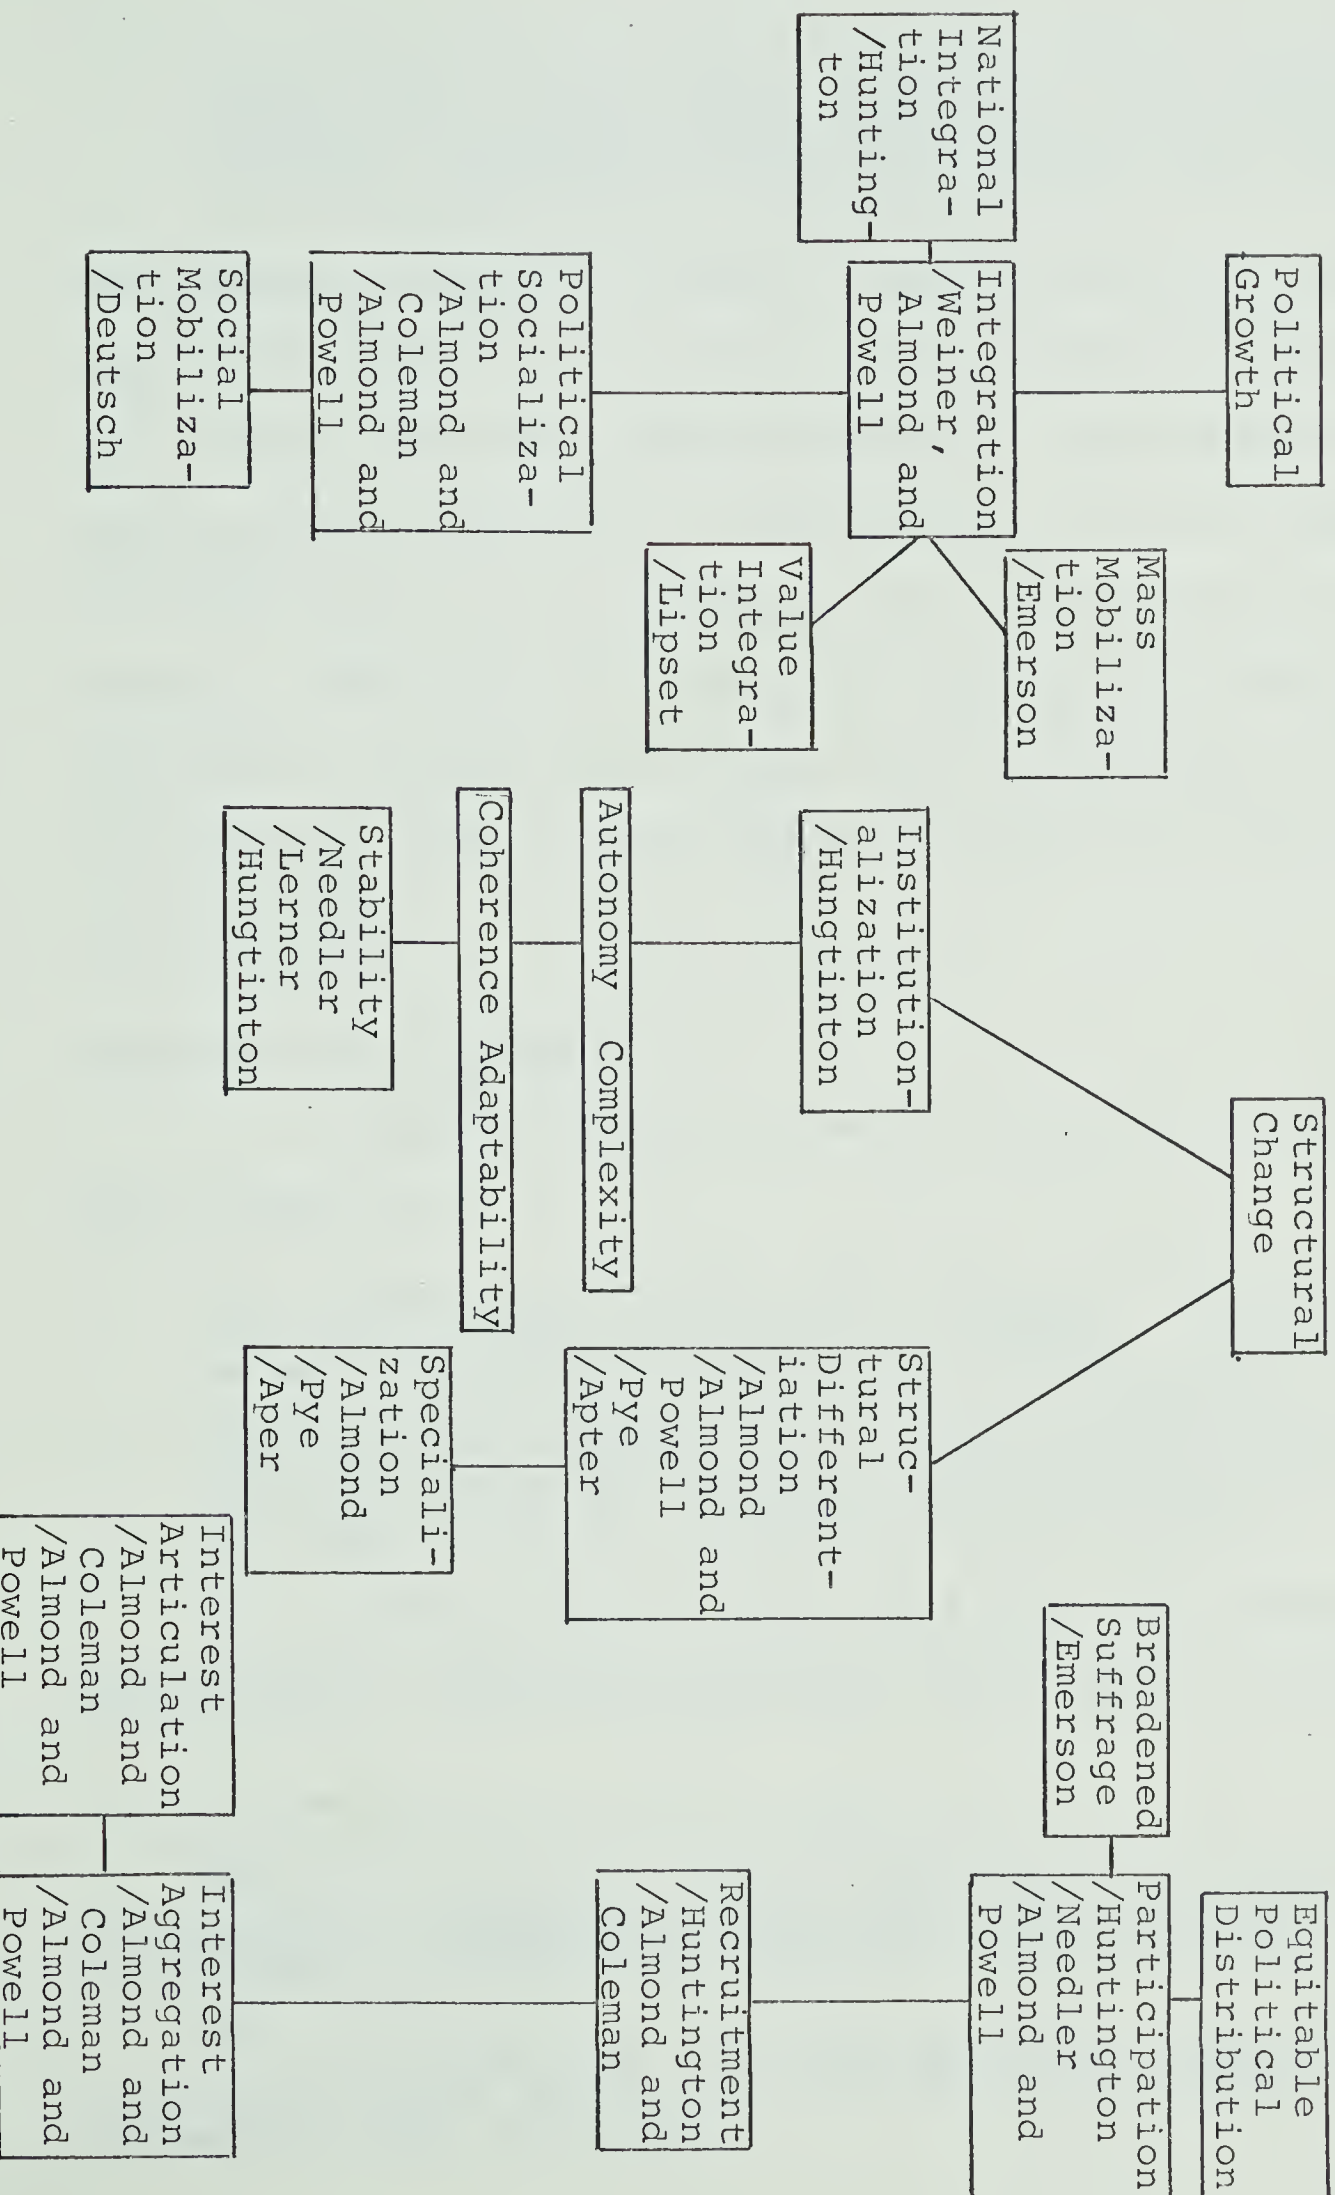 Political
Growth
National
Integra-
tion
/Hunting-
ton
Integration
/Weiner,
Almond and
Powell
Mass
Mobiliza-
tion
/Emerson
Value
Integra-
tion
/Lipset
Political
Socializa-
tion
/Almond and
Coleman
/Almond and
Powell
Social
Mobiliza-
tion
/Deutsch
Structural
Change
Institution-
alization
/Hungtinton
Autonomy Complexity
Coherence Adaptability
Stability
/Needler
/Lerner
/Hungtinton
Struc-
tural
Different-
iation
/Almond
/Almond and
Powell
/Pye
/Apter
Speciali-
zation
/Almond
/Pye
/Aper
Equitable
Political
Distribution
Broadened
Suffrage
/Emerson
Participation
/Huntington
/Needler
/Almond and
Powell
Recruitment
/Huntington
/Almond and
Coleman
Interest
Articulation
/Almond and
Coleman
/Almond and
Powell
Interest
Aggregation
/Almond and
Coleman
/Almond and
Powell